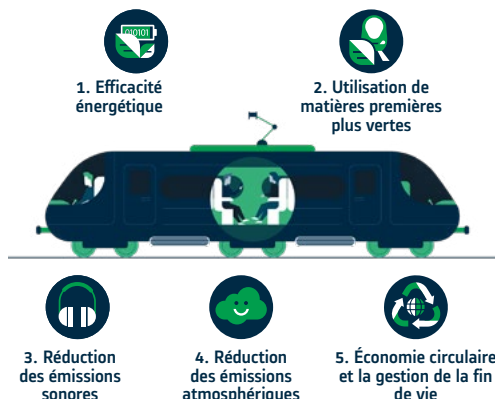 010101
1. Efficacité
énergétique
2. Utilisation de
matières premières
plus vertes
3. Réduction
des émissions
sonores
4. Réduction
des émissions
atmosphériques
5. Économie circulaire
et la gestion de la fin
de vie